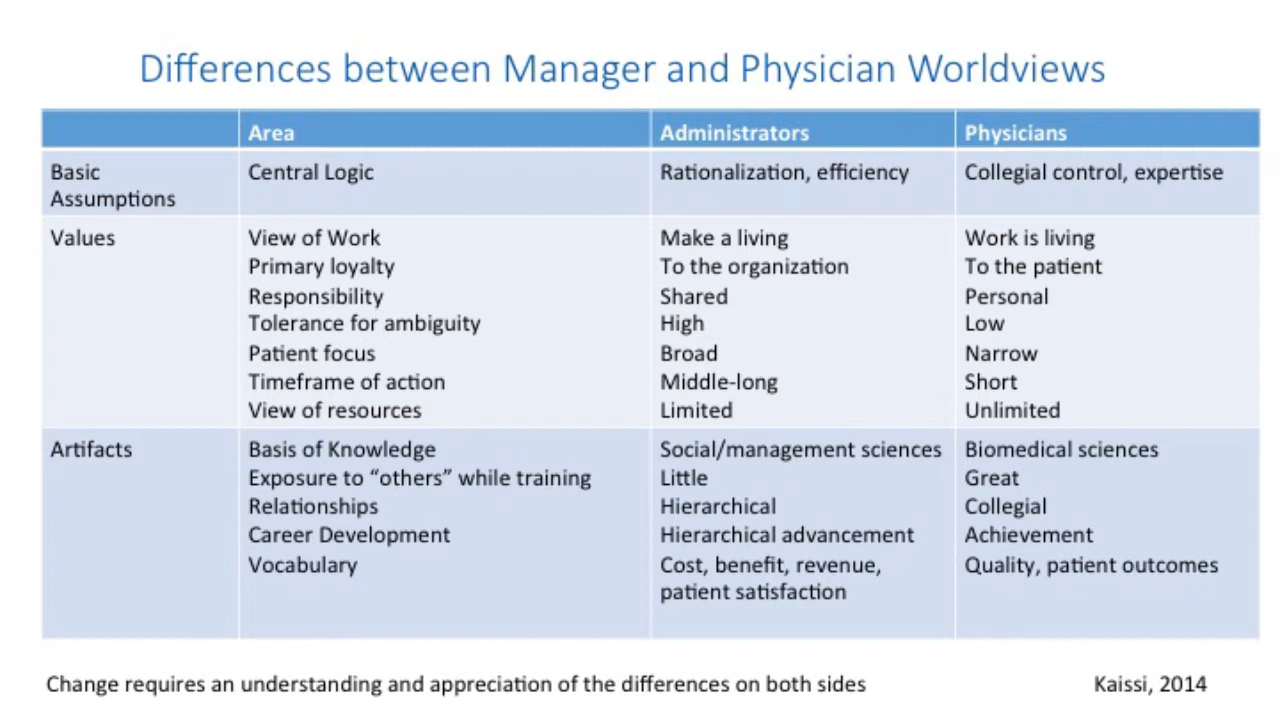 Differences between Manager and Physician Worldviews
Area Administrators Physicians
Basic Assumptions Central Logic Rationalization, efficiency Collegial control, expertise
Values View of Work Make a living Work is living
Primary loyalty To the organization To the patient
Responsibility Shared Personal
Tolerance for ambiguity High Low
Patient focus Broad Narrow
Timeframe of action Middle-long Short
View of resources Limited Unlimited
Artifacts Basis of Knowledge Social/management sciences Biomedical sciences
Exposure to “others” while training Little Great
Relationships Hierarchical Collegial
Career Development Hierarchical advancement Achievement
Vocabulary Cost, benefit, revenue, patient satisfaction Quality, patient outcomes
Change requires an understanding and appreciation of the differences on both sides Kaissi, 2014